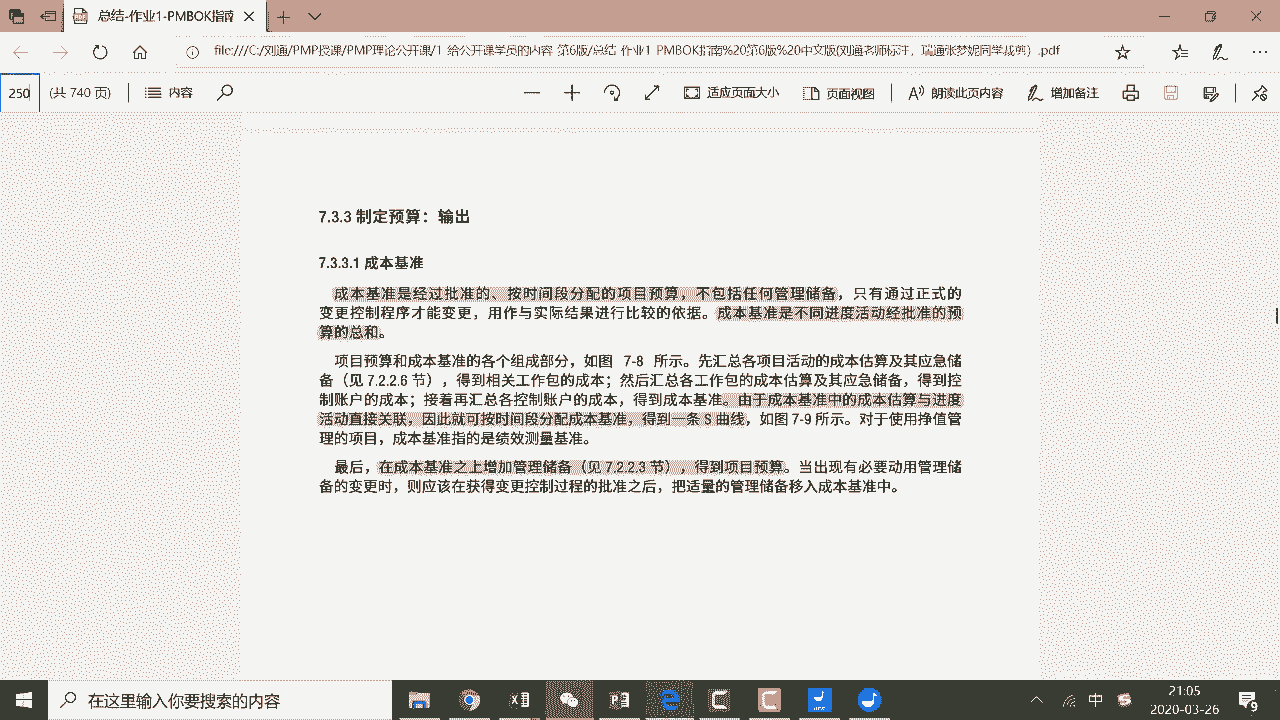 总结-作业1-PMBOK指南
file:///C:/刘通/PMP授课/PMP理论公开课/1 给公开课学员的内容 第6版/总结 作业1 PMBOK指南%20第6版%20中文版(刘通老师标注，瑞通张梦妮同学裁剪）.pdf
250 (共 740 页) 内容 适应页面大小 页面视图 朗读此页内容 增加备注
7.3.3 制定预算：输出
7.3.3.1 成本基准
成本基准是经过批准的、按时间段分配的项目预算，不包括任何管理储备，只有通过正式的
变更控制程序才能变更，用作与实际结果进行比较的依据。成本基准是不同进度活动经批准的预
算的总和。
项目预算和成本基准的各个组成部分，如图 7-8 所示。先汇总各项目活动的成本估算及其应急储
备（见 7.2.2.6 节），得到相关工作包的成本；然后汇总各工作包的成本估算及其应急储备，得到控
制账户的成本；接着再汇总各控制账户的成本，得到成本基准。由于成本基准中的成本估算与进度
活动直接关联，因此就可按时间段分配成本基准，得到一条 S 曲线，如图 7-9 所示。对于使用挣值管
理的项目，成本基准指的是绩效测量基准。
最后，在成本基准之上增加管理储备（见 7.2.2.3 节），得到项目预算。当出现有必要动用管理储
备的变更时，则应该在获得变更控制过程的批准之后，把适量的管理储备移入成本基准中。
在这里输入你要搜索的内容
中
21:05
2020-03-26
9